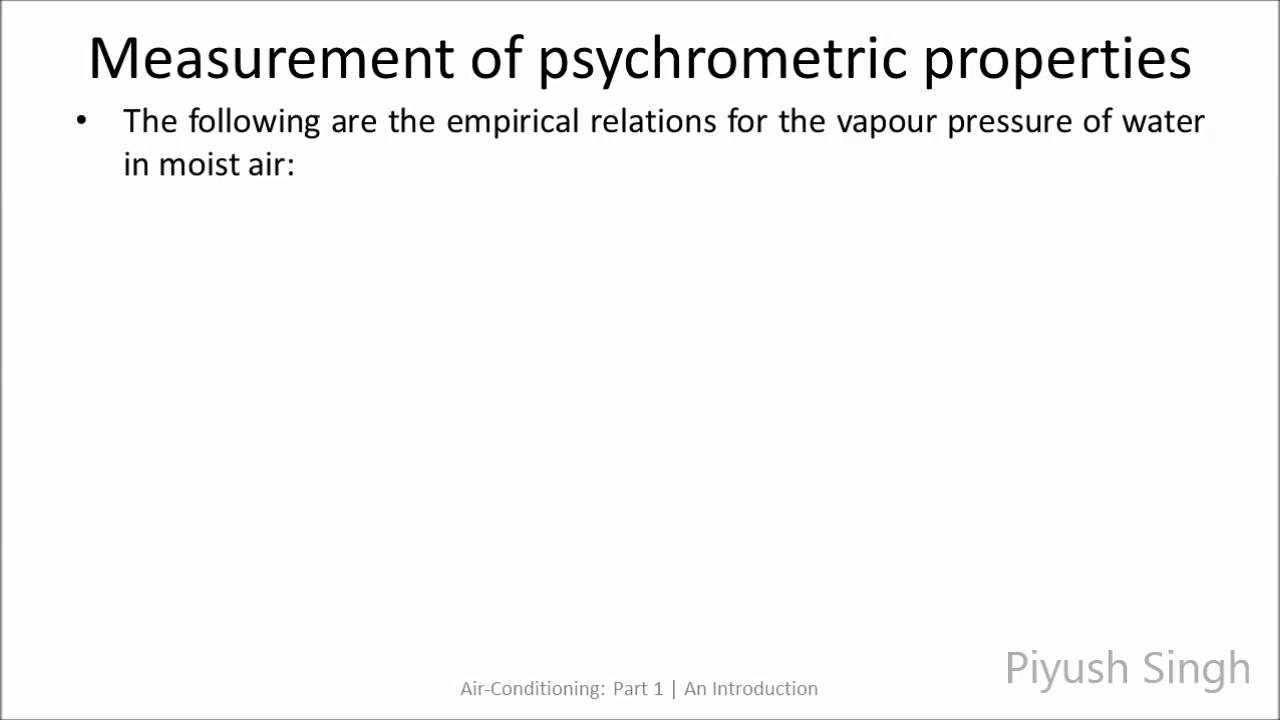 Measurement of psychrometric properties
• The following are the empirical relations for the vapour pressure of water
in moist air:
Piyush Singh
Air-Conditioning: Part 1 | An Introduction